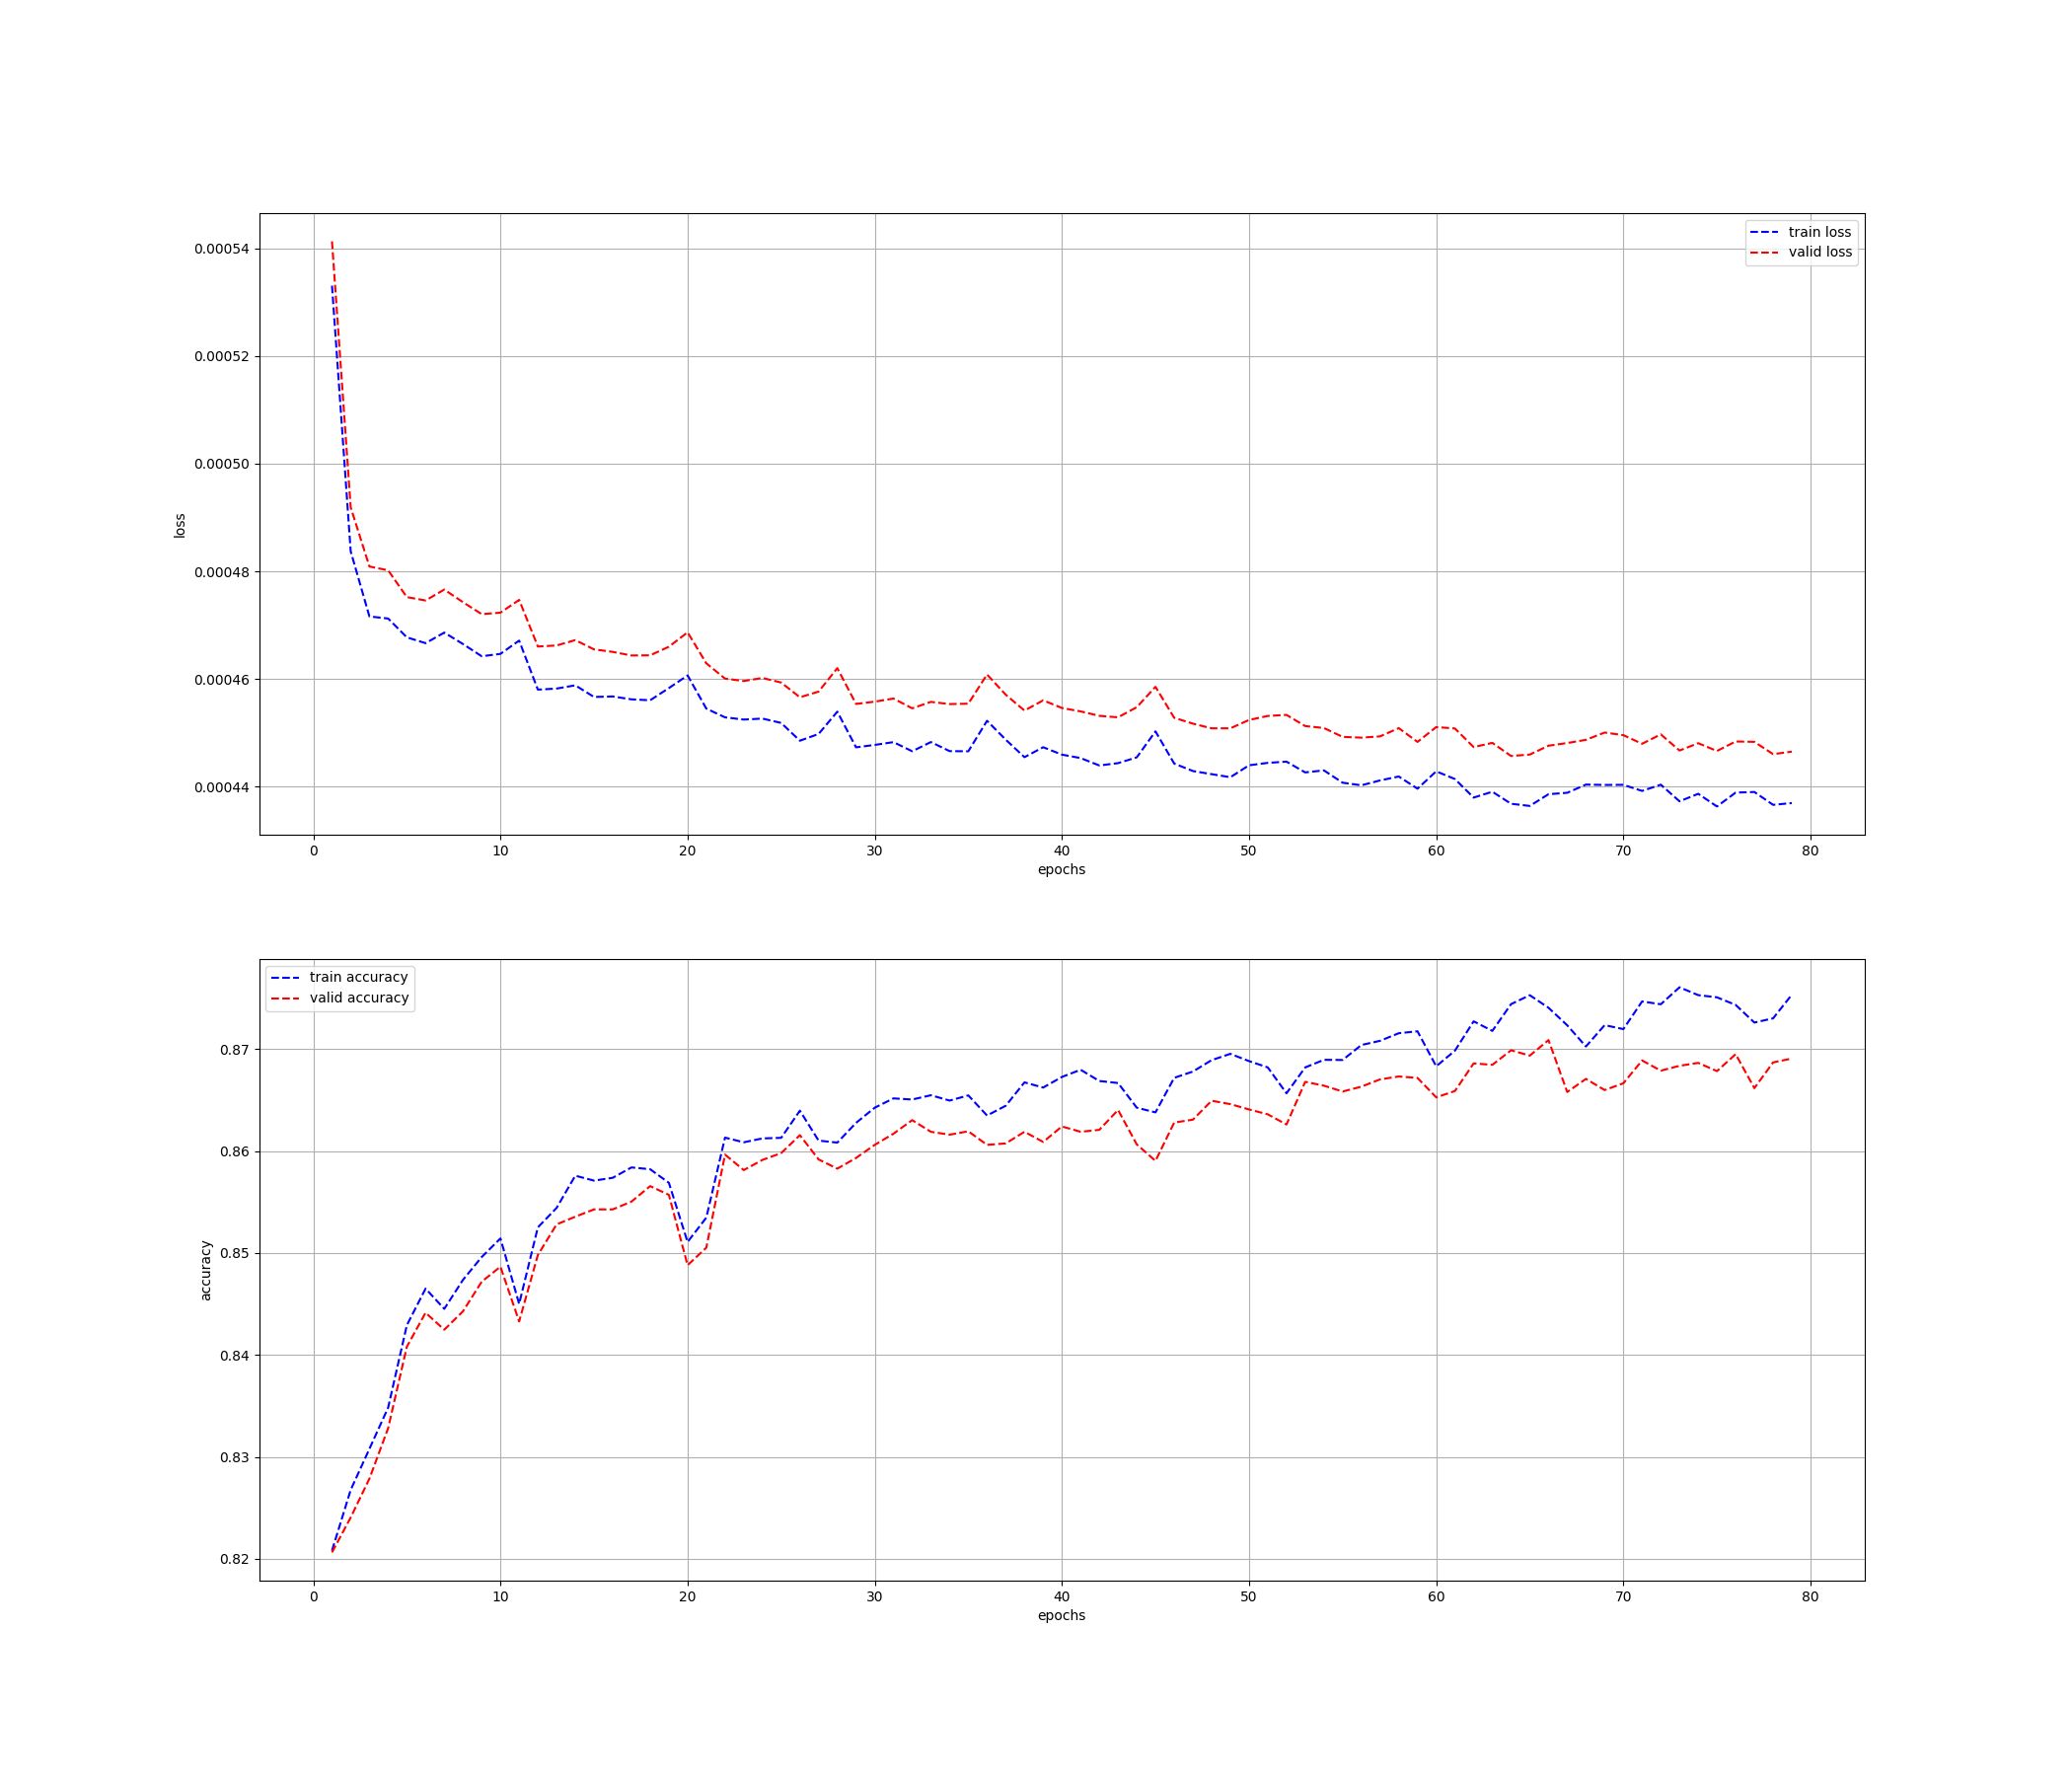 train loss
valid loss
0.00054
0.00052
0.00050
0.00048
0.00046
0.00044
loss
0 10 20 30 40 50 60 70 80
epochs
train accuracy
valid accuracy
0.87
0.86
0.85
0.84
0.83
0.82
accuracy
0 10 20 30 40 50 60 70 80
epochs